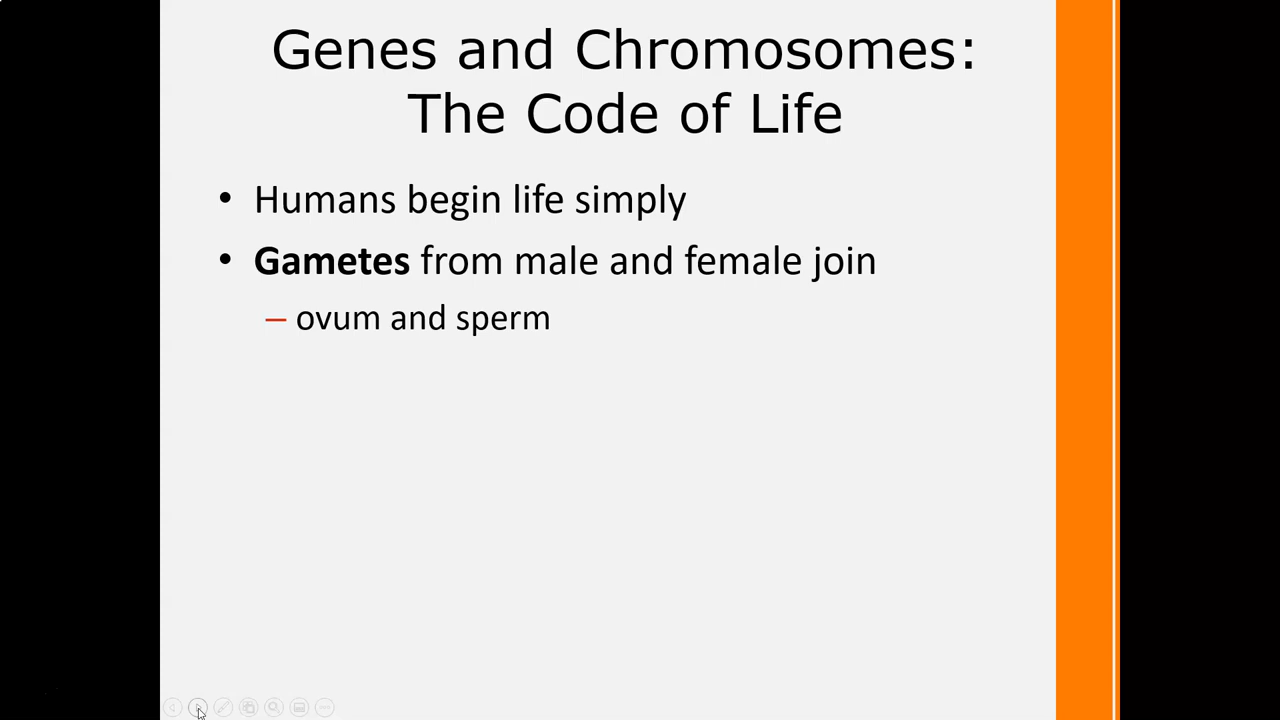 Genes and Chromosomes:
The Code of Life
• Humans begin life simply
• Gametes from male and female join
– ovum and sperm